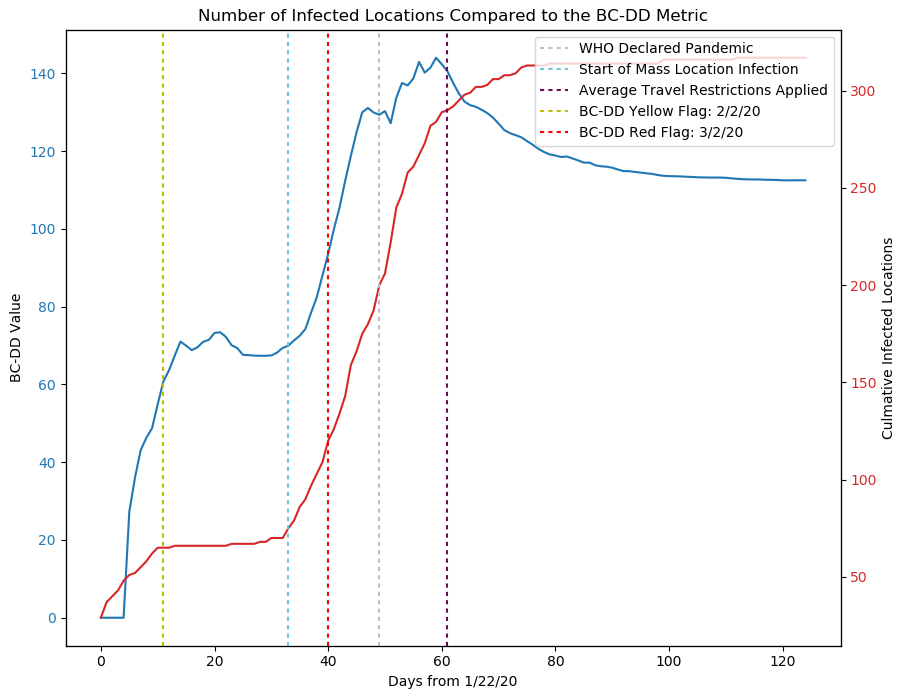 Number of Infected Locations Compared to the BC-DD Metric
WHO Declared Pandemic
Start of Mass Location Infection
Average Travel Restrictions Applied
BC-DD Yellow Flag: 2/2/20
BC-DD Red Flag: 3/2/20
BC-DD Value
140
120
100
80
60
40
20
0
300
250
200
150
100
50
Culmative Infected Locations
0 20 40 60 80 100 120
Days from 1/22/20